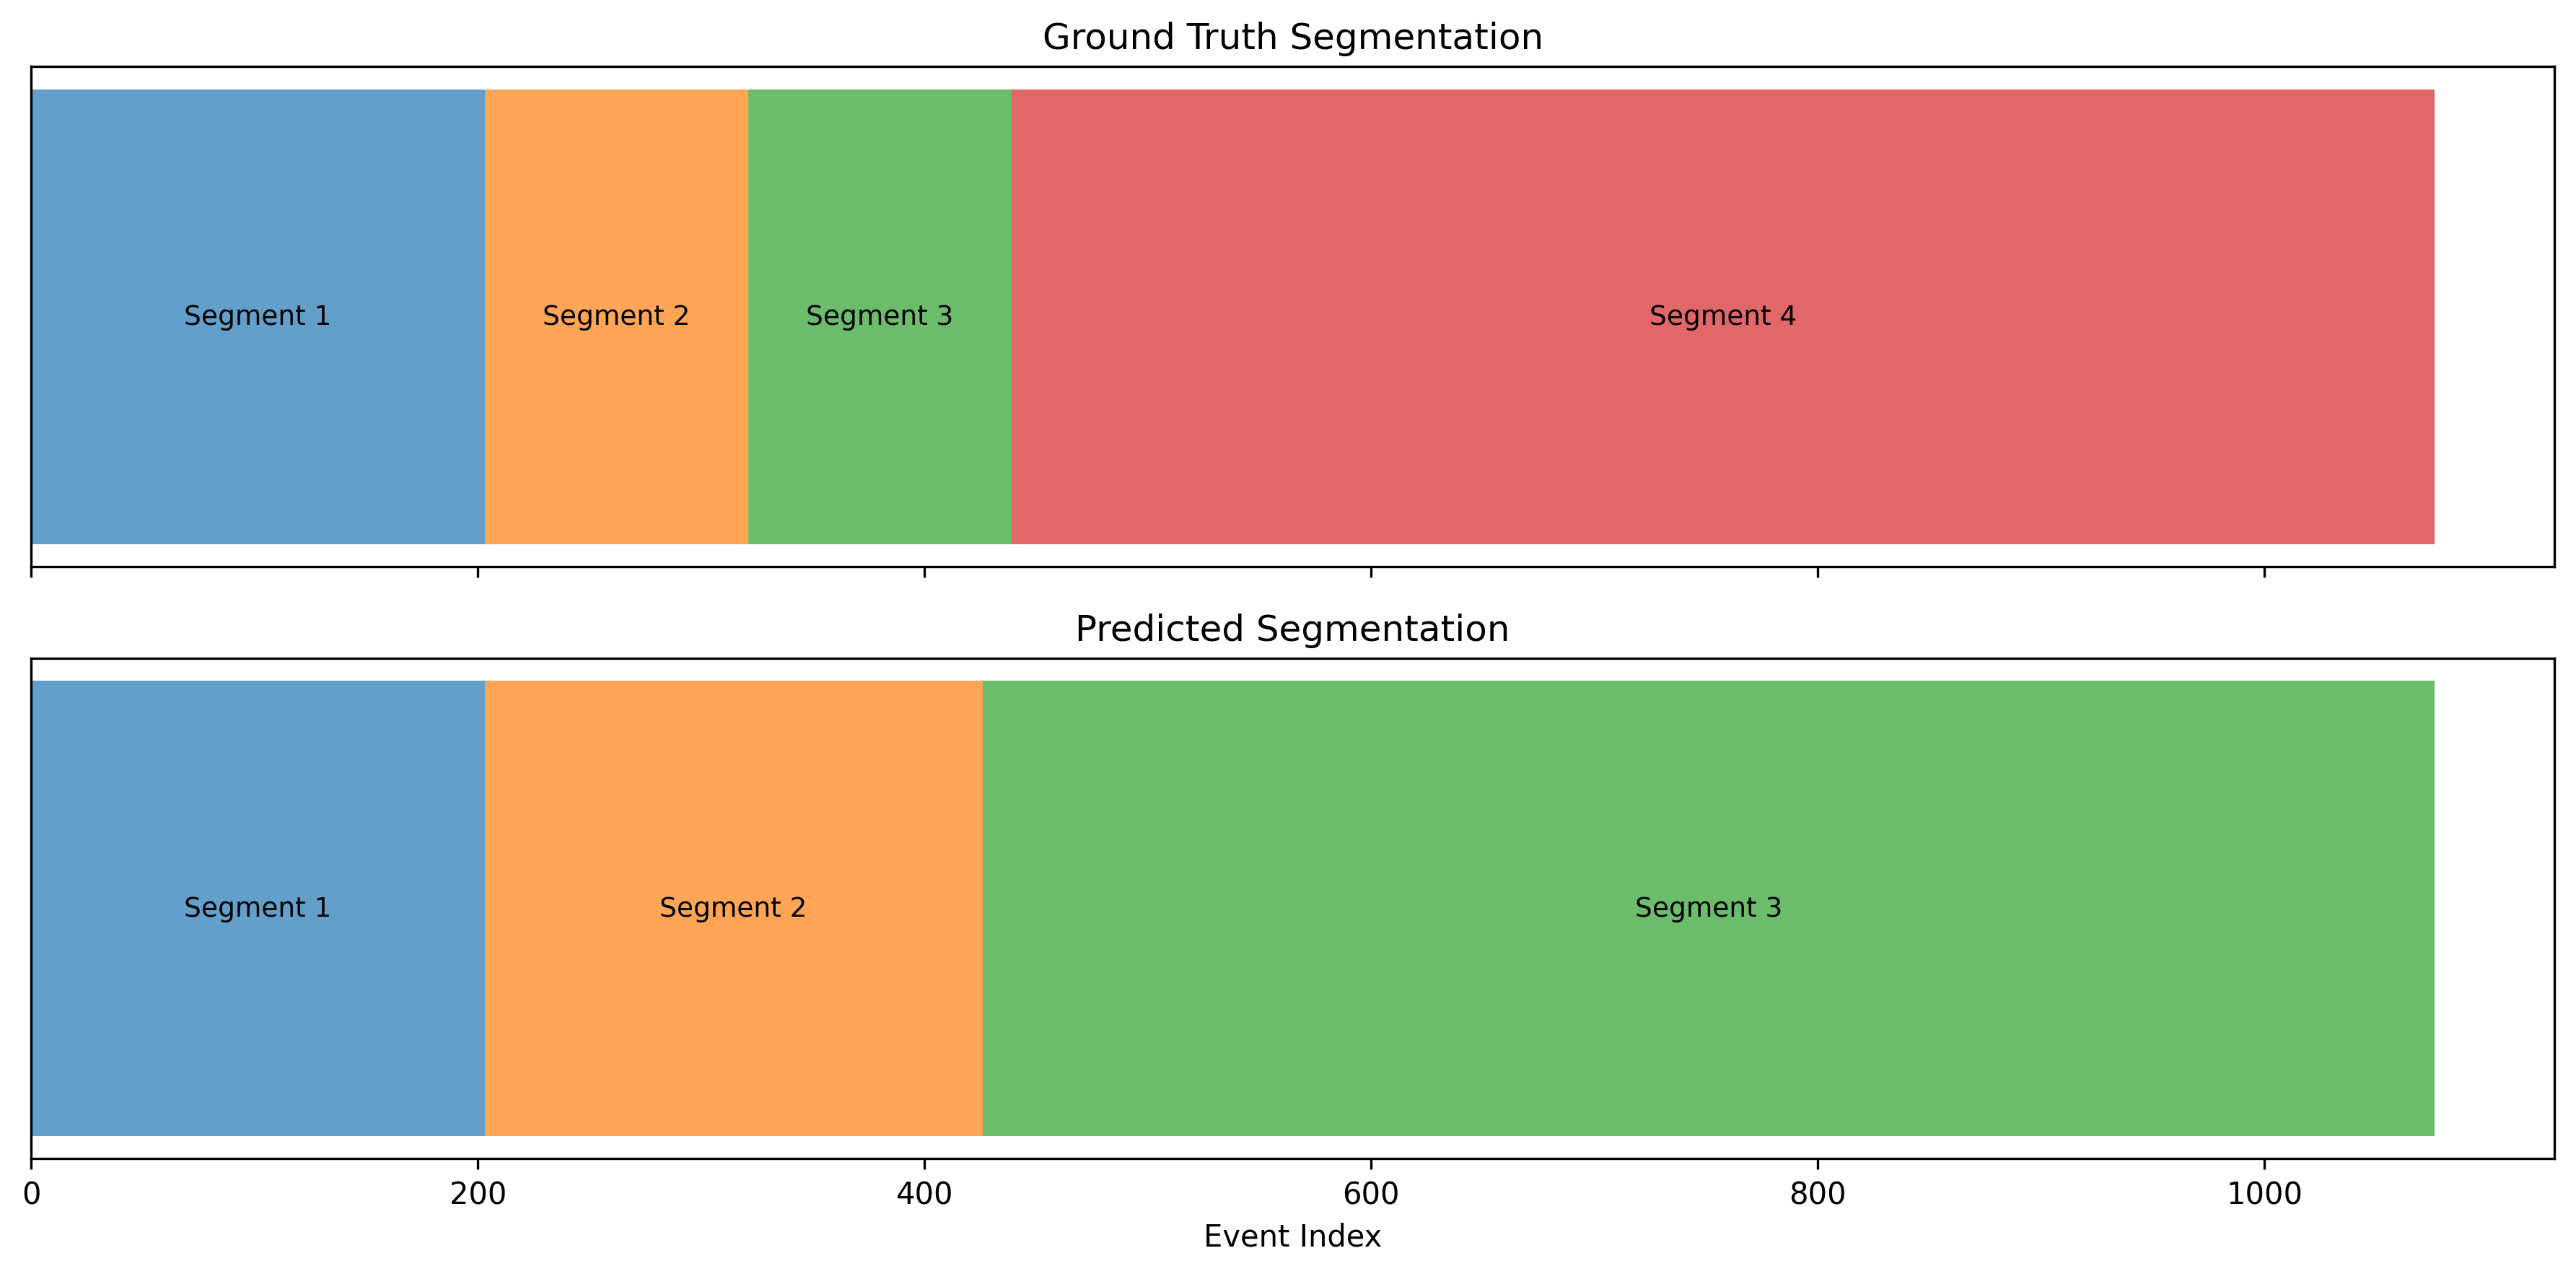 Ground Truth Segmentation
Segment 1 Segment 2 Segment 3 Segment 4
Predicted Segmentation
Segment 1 Segment 2 Segment 3
0 200 400 600 800 1000
Event Index